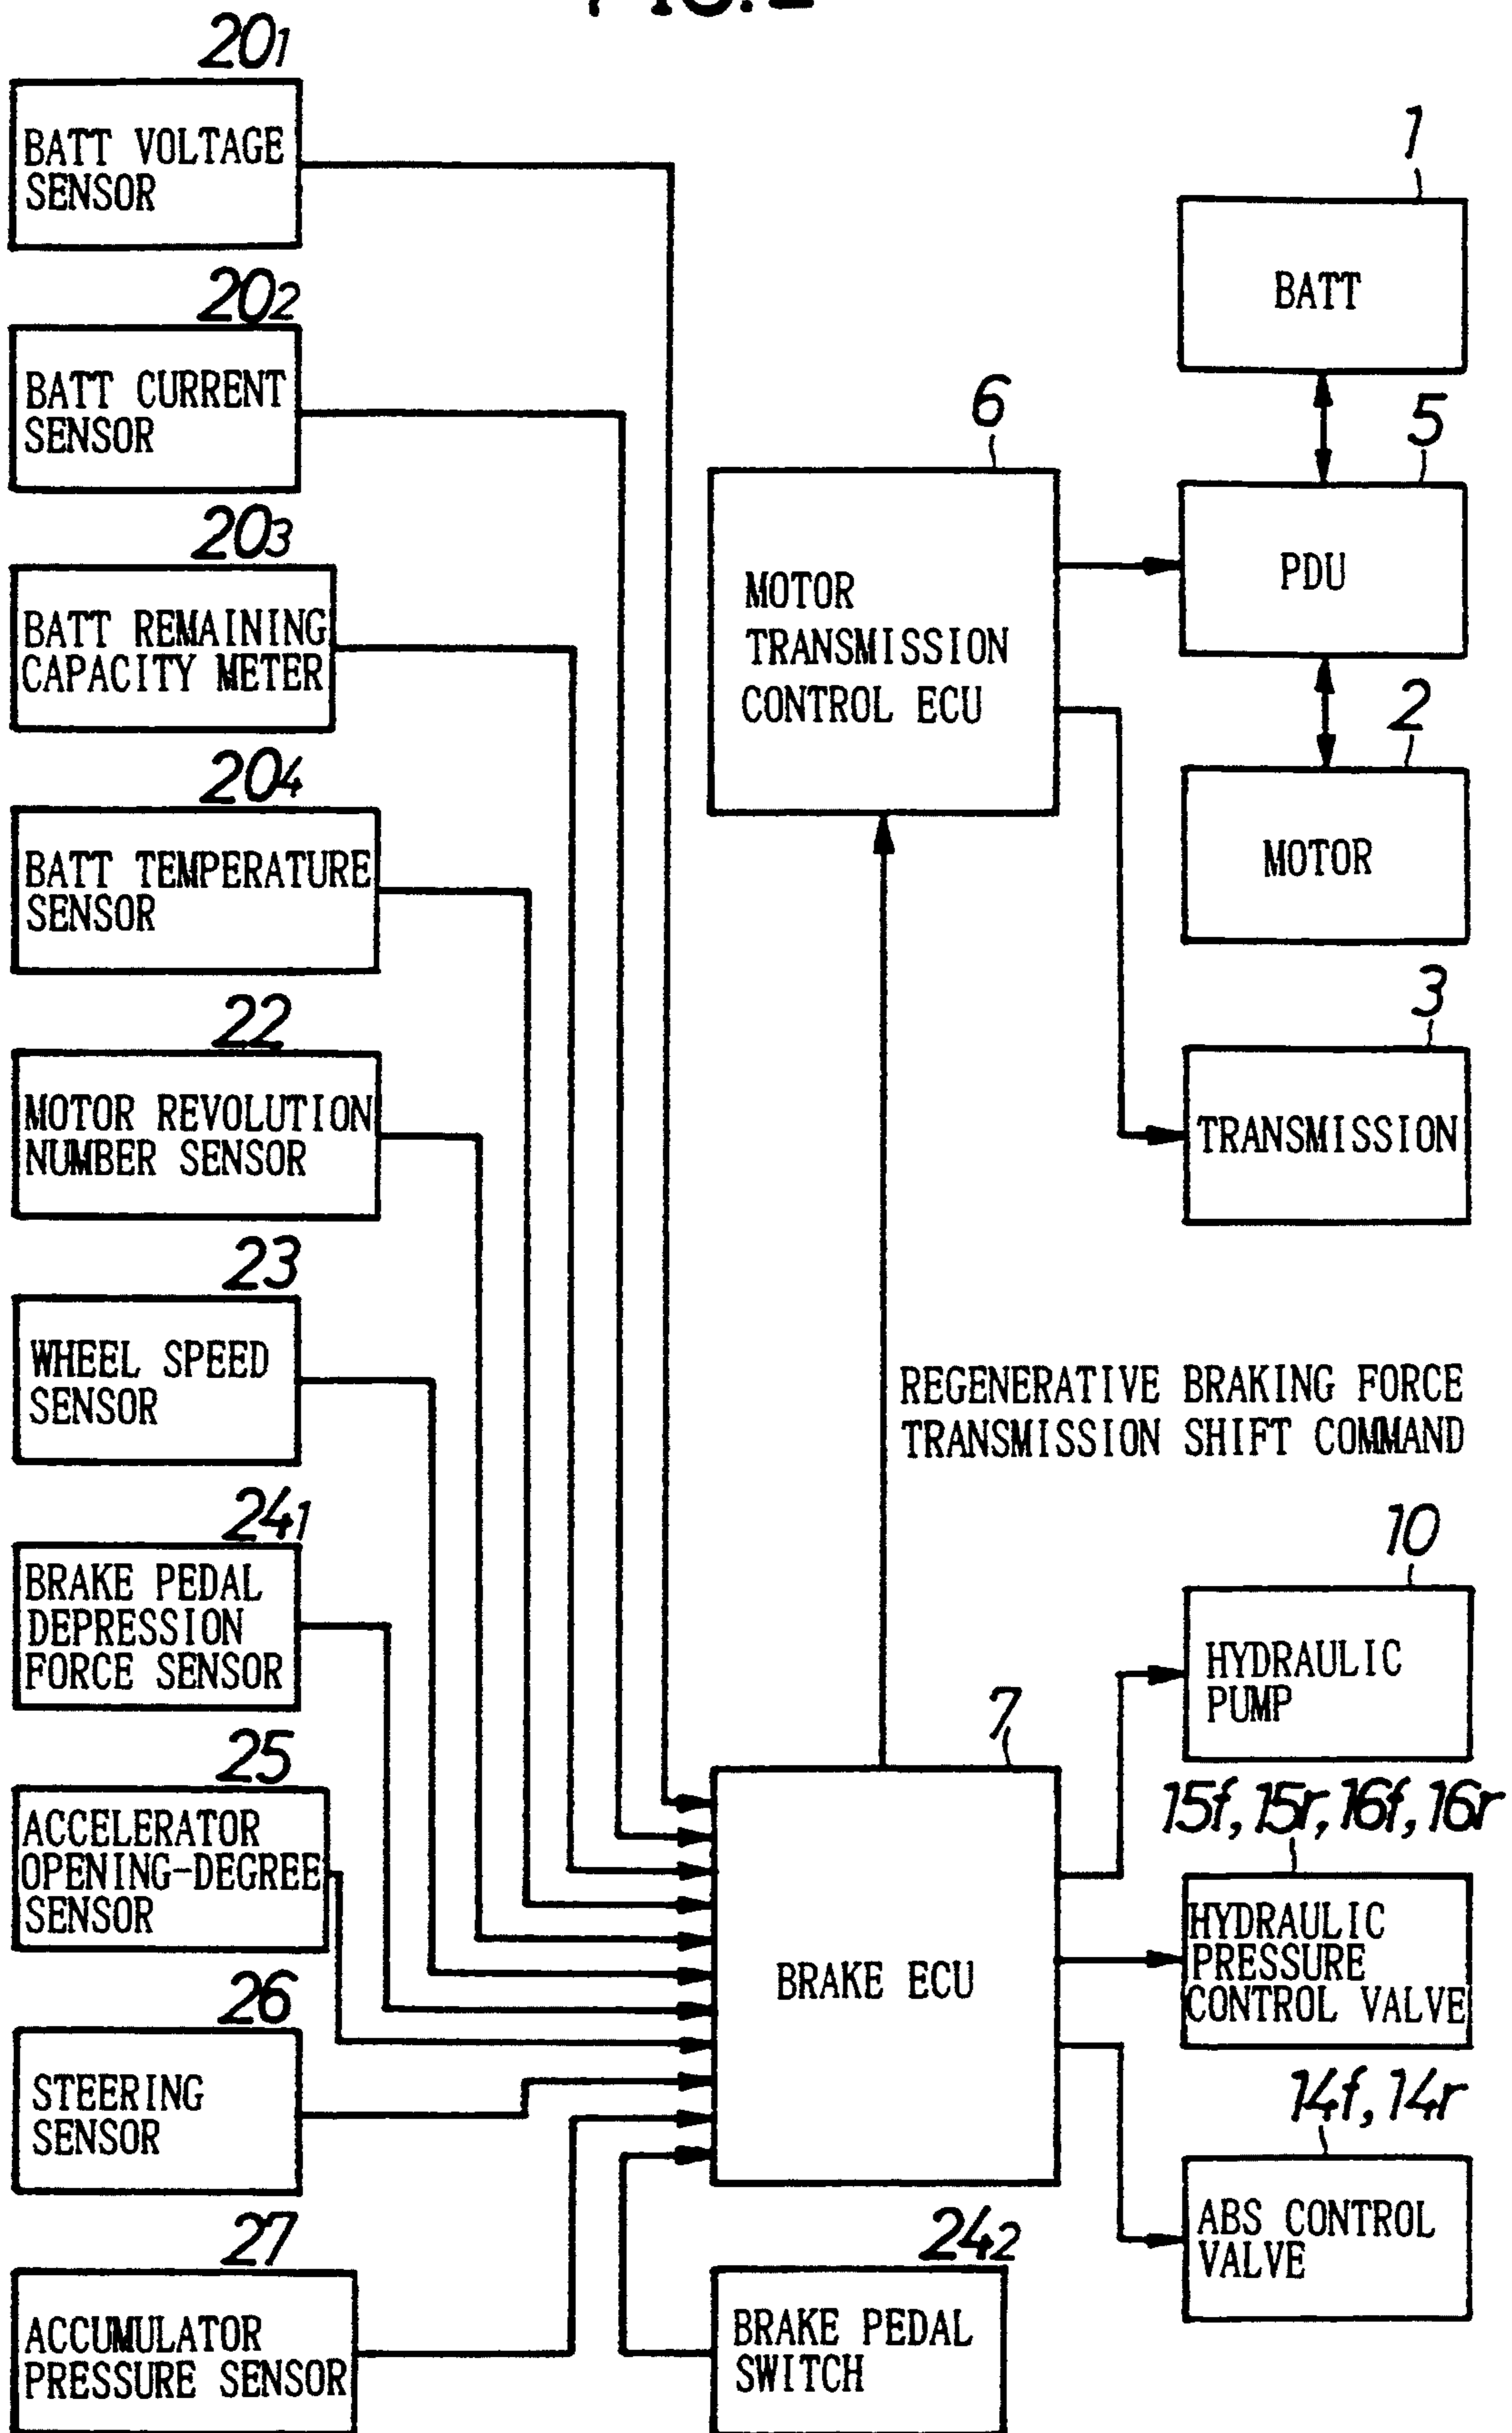 FIG. 2
20₁
BATT VOLTAGE
SENSOR
20₂
BATT CURRENT
SENSOR
20₃
BATT REMAINING
CAPACITY METER
20₄
BATT TEMPERATURE
SENSOR
22
MOTOR REVOLUTION
NUMBER SENSOR
23
WHEEL SPEED
SENSOR
24₁
BRAKE PEDAL
DEPRESSION
FORCE SENSOR
25
ACCELERATOR
OPENING-DEGREE
SENSOR
26
STEERING
SENSOR
27
ACCUMULATOR
PRESSURE SENSOR
6
MOTOR
TRANSMISSION
CONTROL ECU
1
BATT
5
PDU
2
MOTOR
3
TRANSMISSION
REGENERATIVE BRAKING FORCE
TRANSMISSION SHIFT COMMAND
7
BRAKE ECU
10
HYDRAULIC
PUMP
15f, 15r, 16f, 16r
HYDRAULIC
PRESSURE
CONTROL VALVE
14f, 14r
ABS CONTROL
VALVE
24₂
BRAKE PEDAL
SWITCH